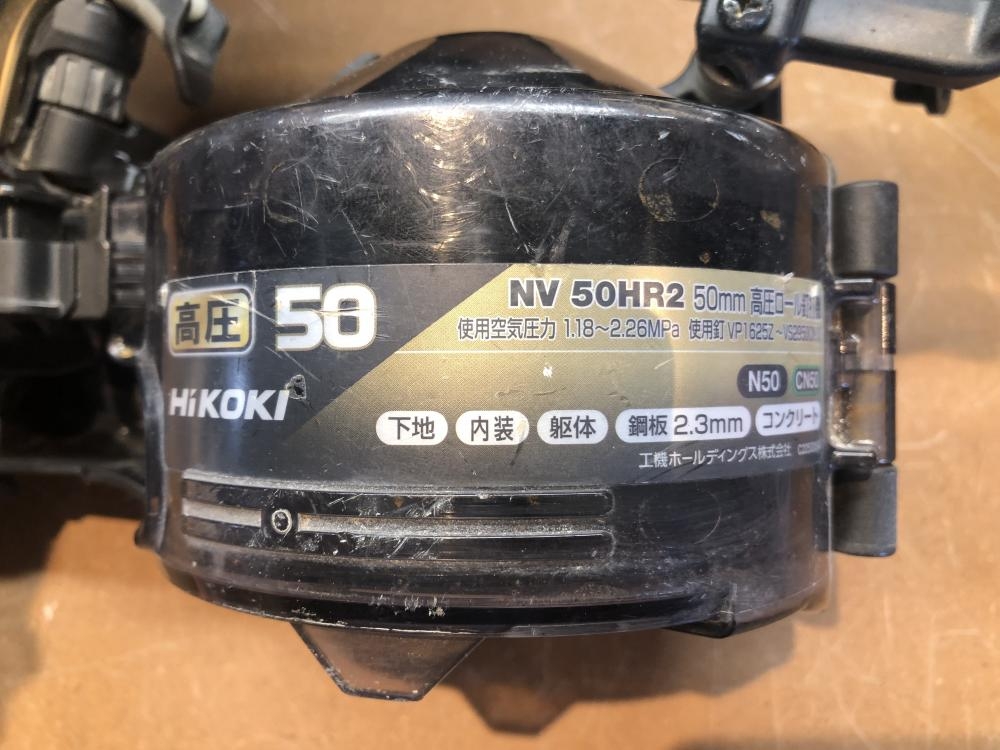 高圧 50
NV 50HR2 50mm 高圧ロール釘打機
使用空気圧力 1.18～2.26MPa 使用釘 VP1625Z～
N50 CN50
HiKOKI
下地 内装 躯体 鋼板 2.3mm コンクリート
工機ホールディングス株式会社